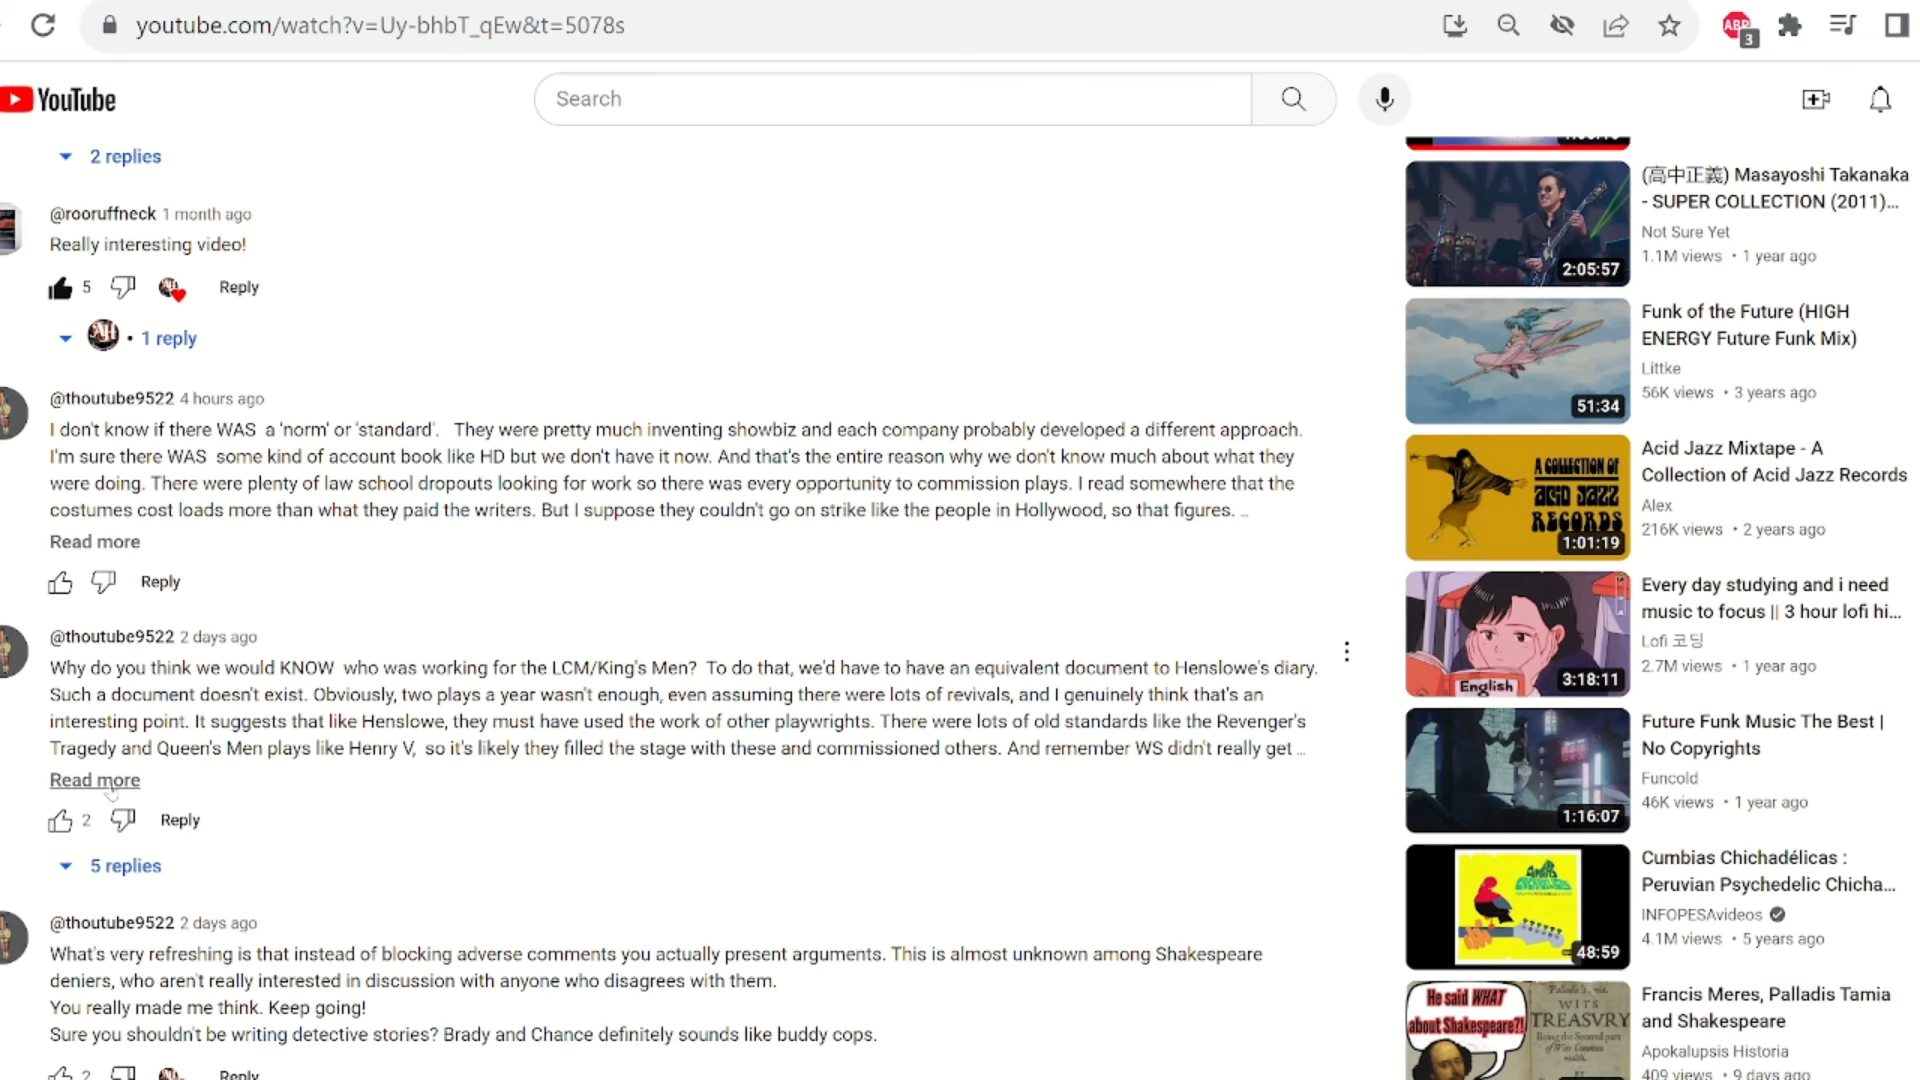 youtube.com/watch?v=Uy-bhbT_qEw&t=5078s
ABP
3
YouTube
Search
2 replies
@rooruffneck 1 month ago
Really interesting video!
5
Reply
AH
• 1 reply
@thoutube9522 4 hours ago
I don't know if there WAS a 'norm' or 'standard'. They were pretty much inventing showbiz and each company probably developed a different approach.
I'm sure there WAS some kind of account book like HD but we don't have it now. And that's the entire reason why we don't know much about what they
were doing. There were plenty of law school dropouts looking for work so there was every opportunity to commission plays. I read somewhere that the
costumes cost loads more than what they paid the writers. But I suppose they couldn't go on strike like the people in Hollywood, so that figures. ...
Read more
Reply
@thoutube9522 2 days ago
Why do you think we would KNOW who was working for the LCM/King's Men? To do that, we'd have to have an equivalent document to Henslowe's diary.
Such a document doesn't exist. Obviously, two plays a year wasn't enough, even assuming there were lots of revivals, and I genuinely think that's an
interesting point. It suggests that like Henslowe, they must have used the work of other playwrights. There were lots of old standards like the Revenger's
Tragedy and Queen's Men plays like Henry V, so it's likely they filled the stage with these and commissioned others. And remember WS didn't really get ...
Read more
2
Reply
5 replies
@thoutube9522 2 days ago
What's very refreshing is that instead of blocking adverse comments you actually present arguments. This is almost unknown among Shakespeare
deniers, who aren't really interested in discussion with anyone who disagrees with them.
You really made me think. Keep going!
Sure you shouldn't be writing detective stories? Brady and Chance definitely sounds like buddy cops.
2
Reply
2:05:57
(高中正義) Masayoshi Takanaka
- SUPER COLLECTION (2011)...
Not Sure Yet
1.1M views • 1 year ago
51:34
Funk of the Future (HIGH
ENERGY Future Funk Mix)
Littke
56K views • 3 years ago
A COLLECTION OF
ACID JAZZ
RECORDS
1:01:19
Acid Jazz Mixtape - A
Collection of Acid Jazz Records
Alex
216K views • 2 years ago
English
3:18:11
Every day studying and i need
music to focus || 3 hour lofi hi...
Lofi 코딩
2.7M views • 1 year ago
1:16:07
Future Funk Music The Best |
No Copyrights
Funcold
46K views • 1 year ago
48:59
Cumbias Chichadélicas :
Peruvian Psychedelic Chicha...
INFOPESAvideos
4.1M views • 5 years ago
He said WHAT
about Shakespeare?!
WITS
TREASVRY
Being the Second part
Francis Meres, Palladis Tamia
and Shakespeare
Apokalupsis Historia
409 views • 9 days ago